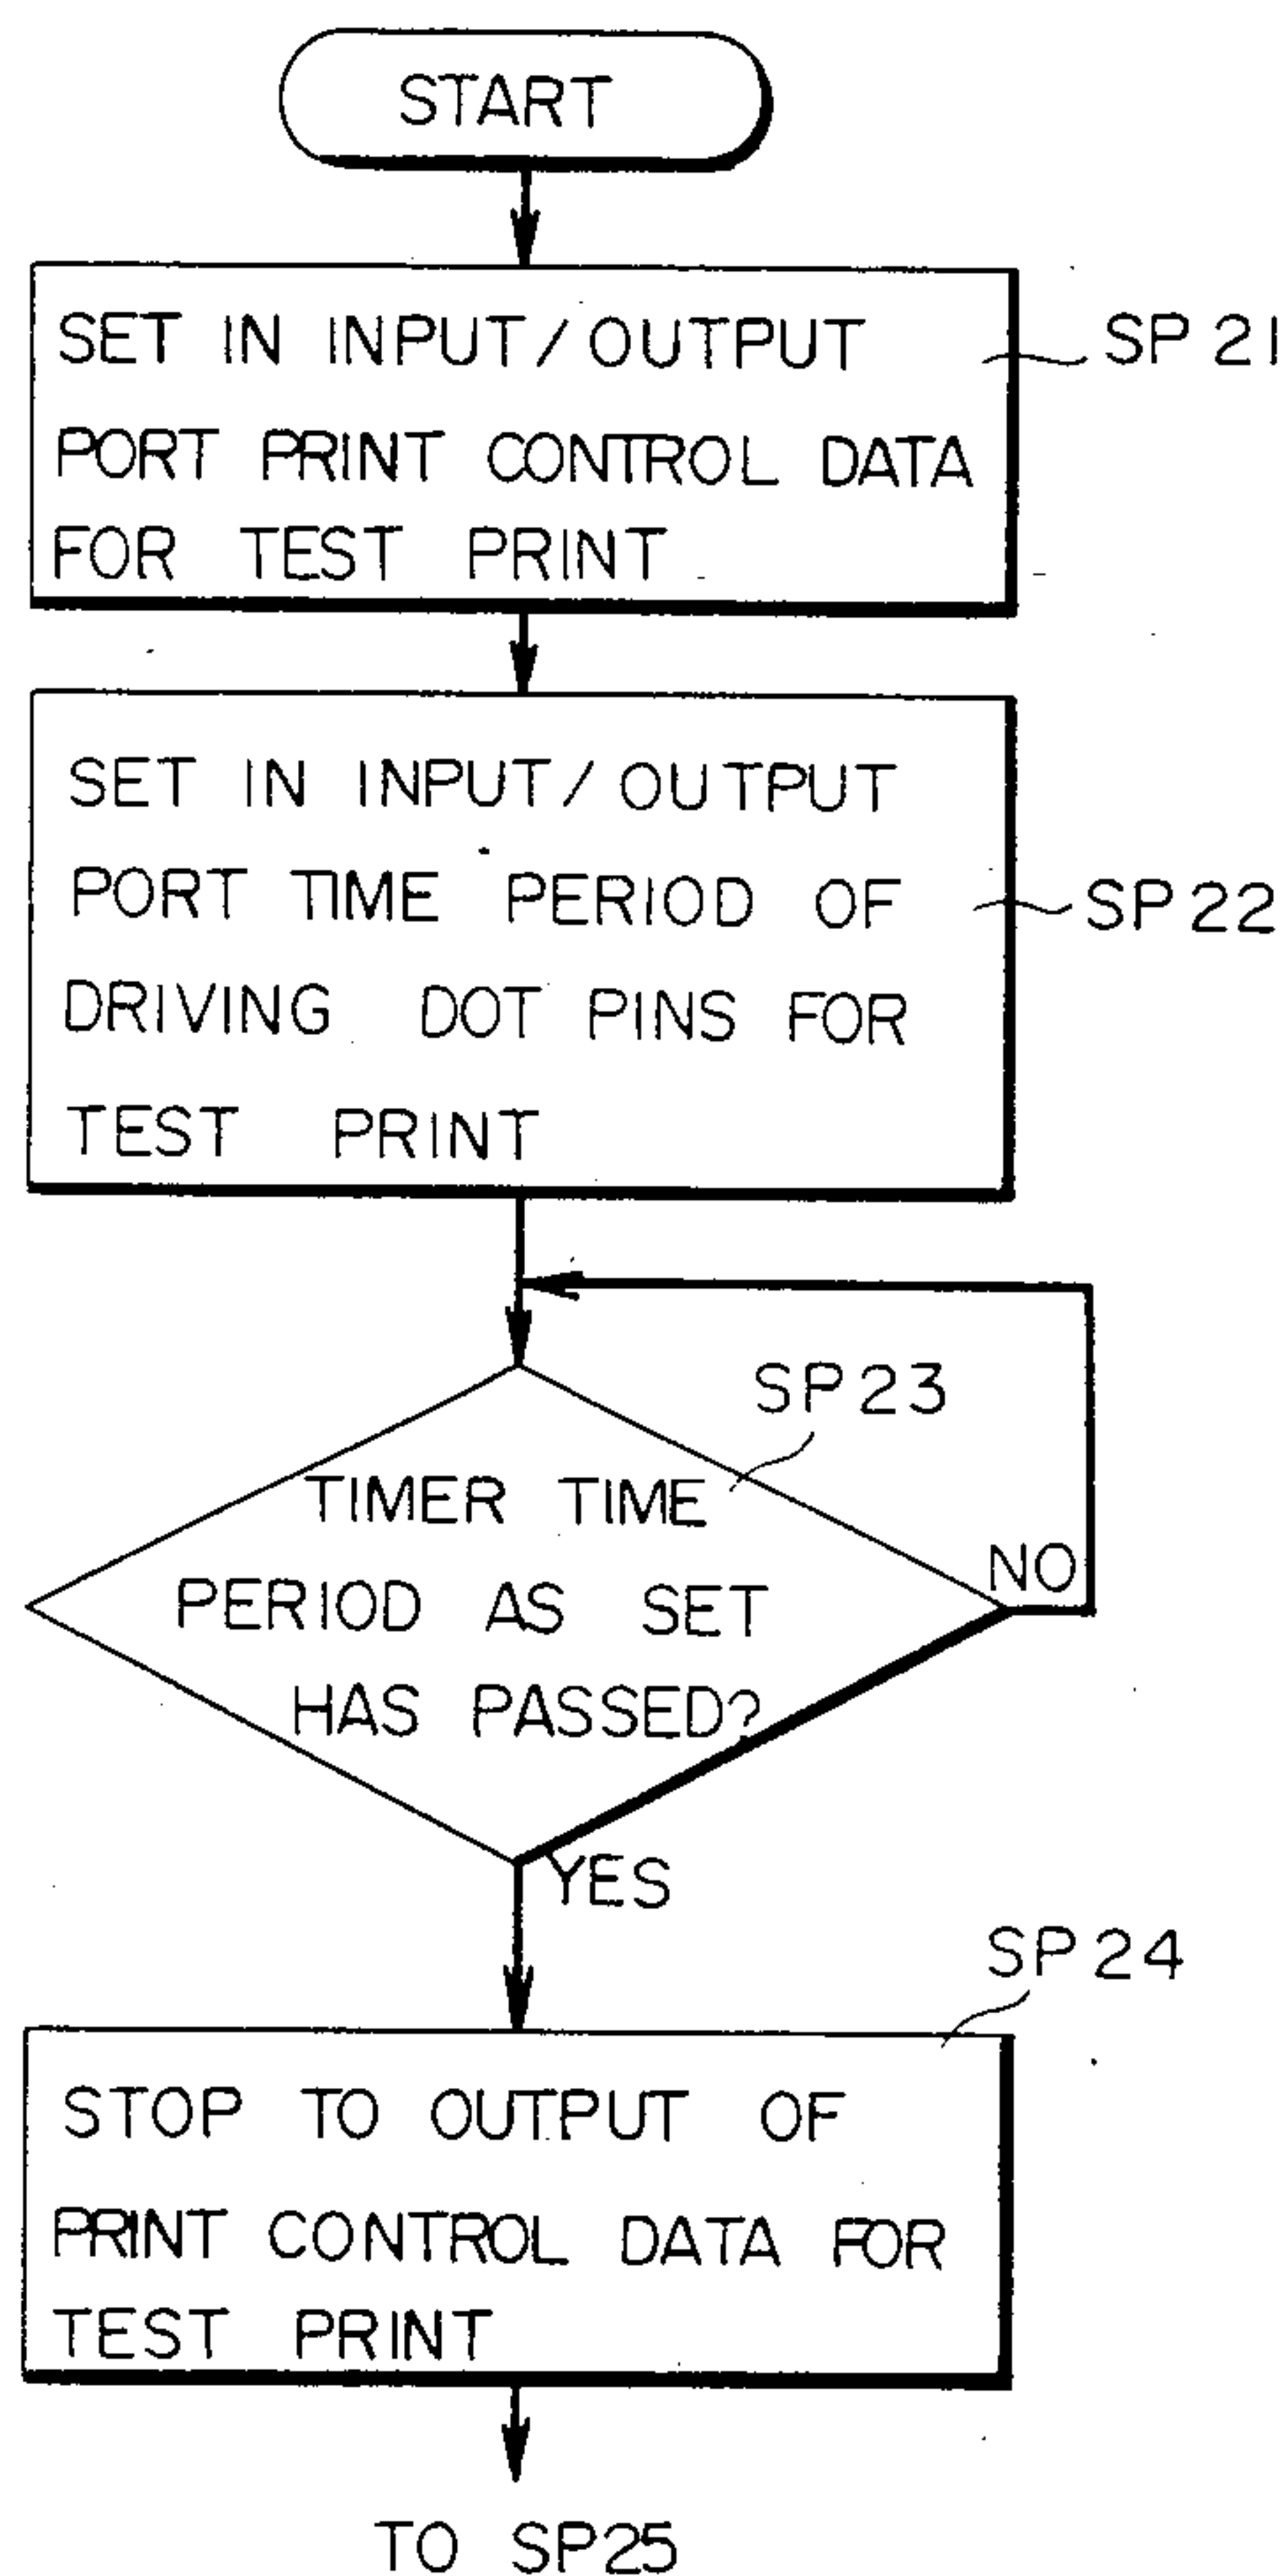 START
SET IN INPUT/OUTPUT
PORT PRINT CONTROL DATA
FOR TEST PRINT
SP21
SET IN INPUT/OUTPUT
PORT TIME PERIOD OF
DRIVING DOT PINS FOR
TEST PRINT
SP22
SP23
TIMER TIME
PERIOD AS SET
HAS PASSED?
NO
YES
SP24
STOP TO OUTPUT OF
PRINT CONTROL DATA FOR
TEST PRINT
TO SP25